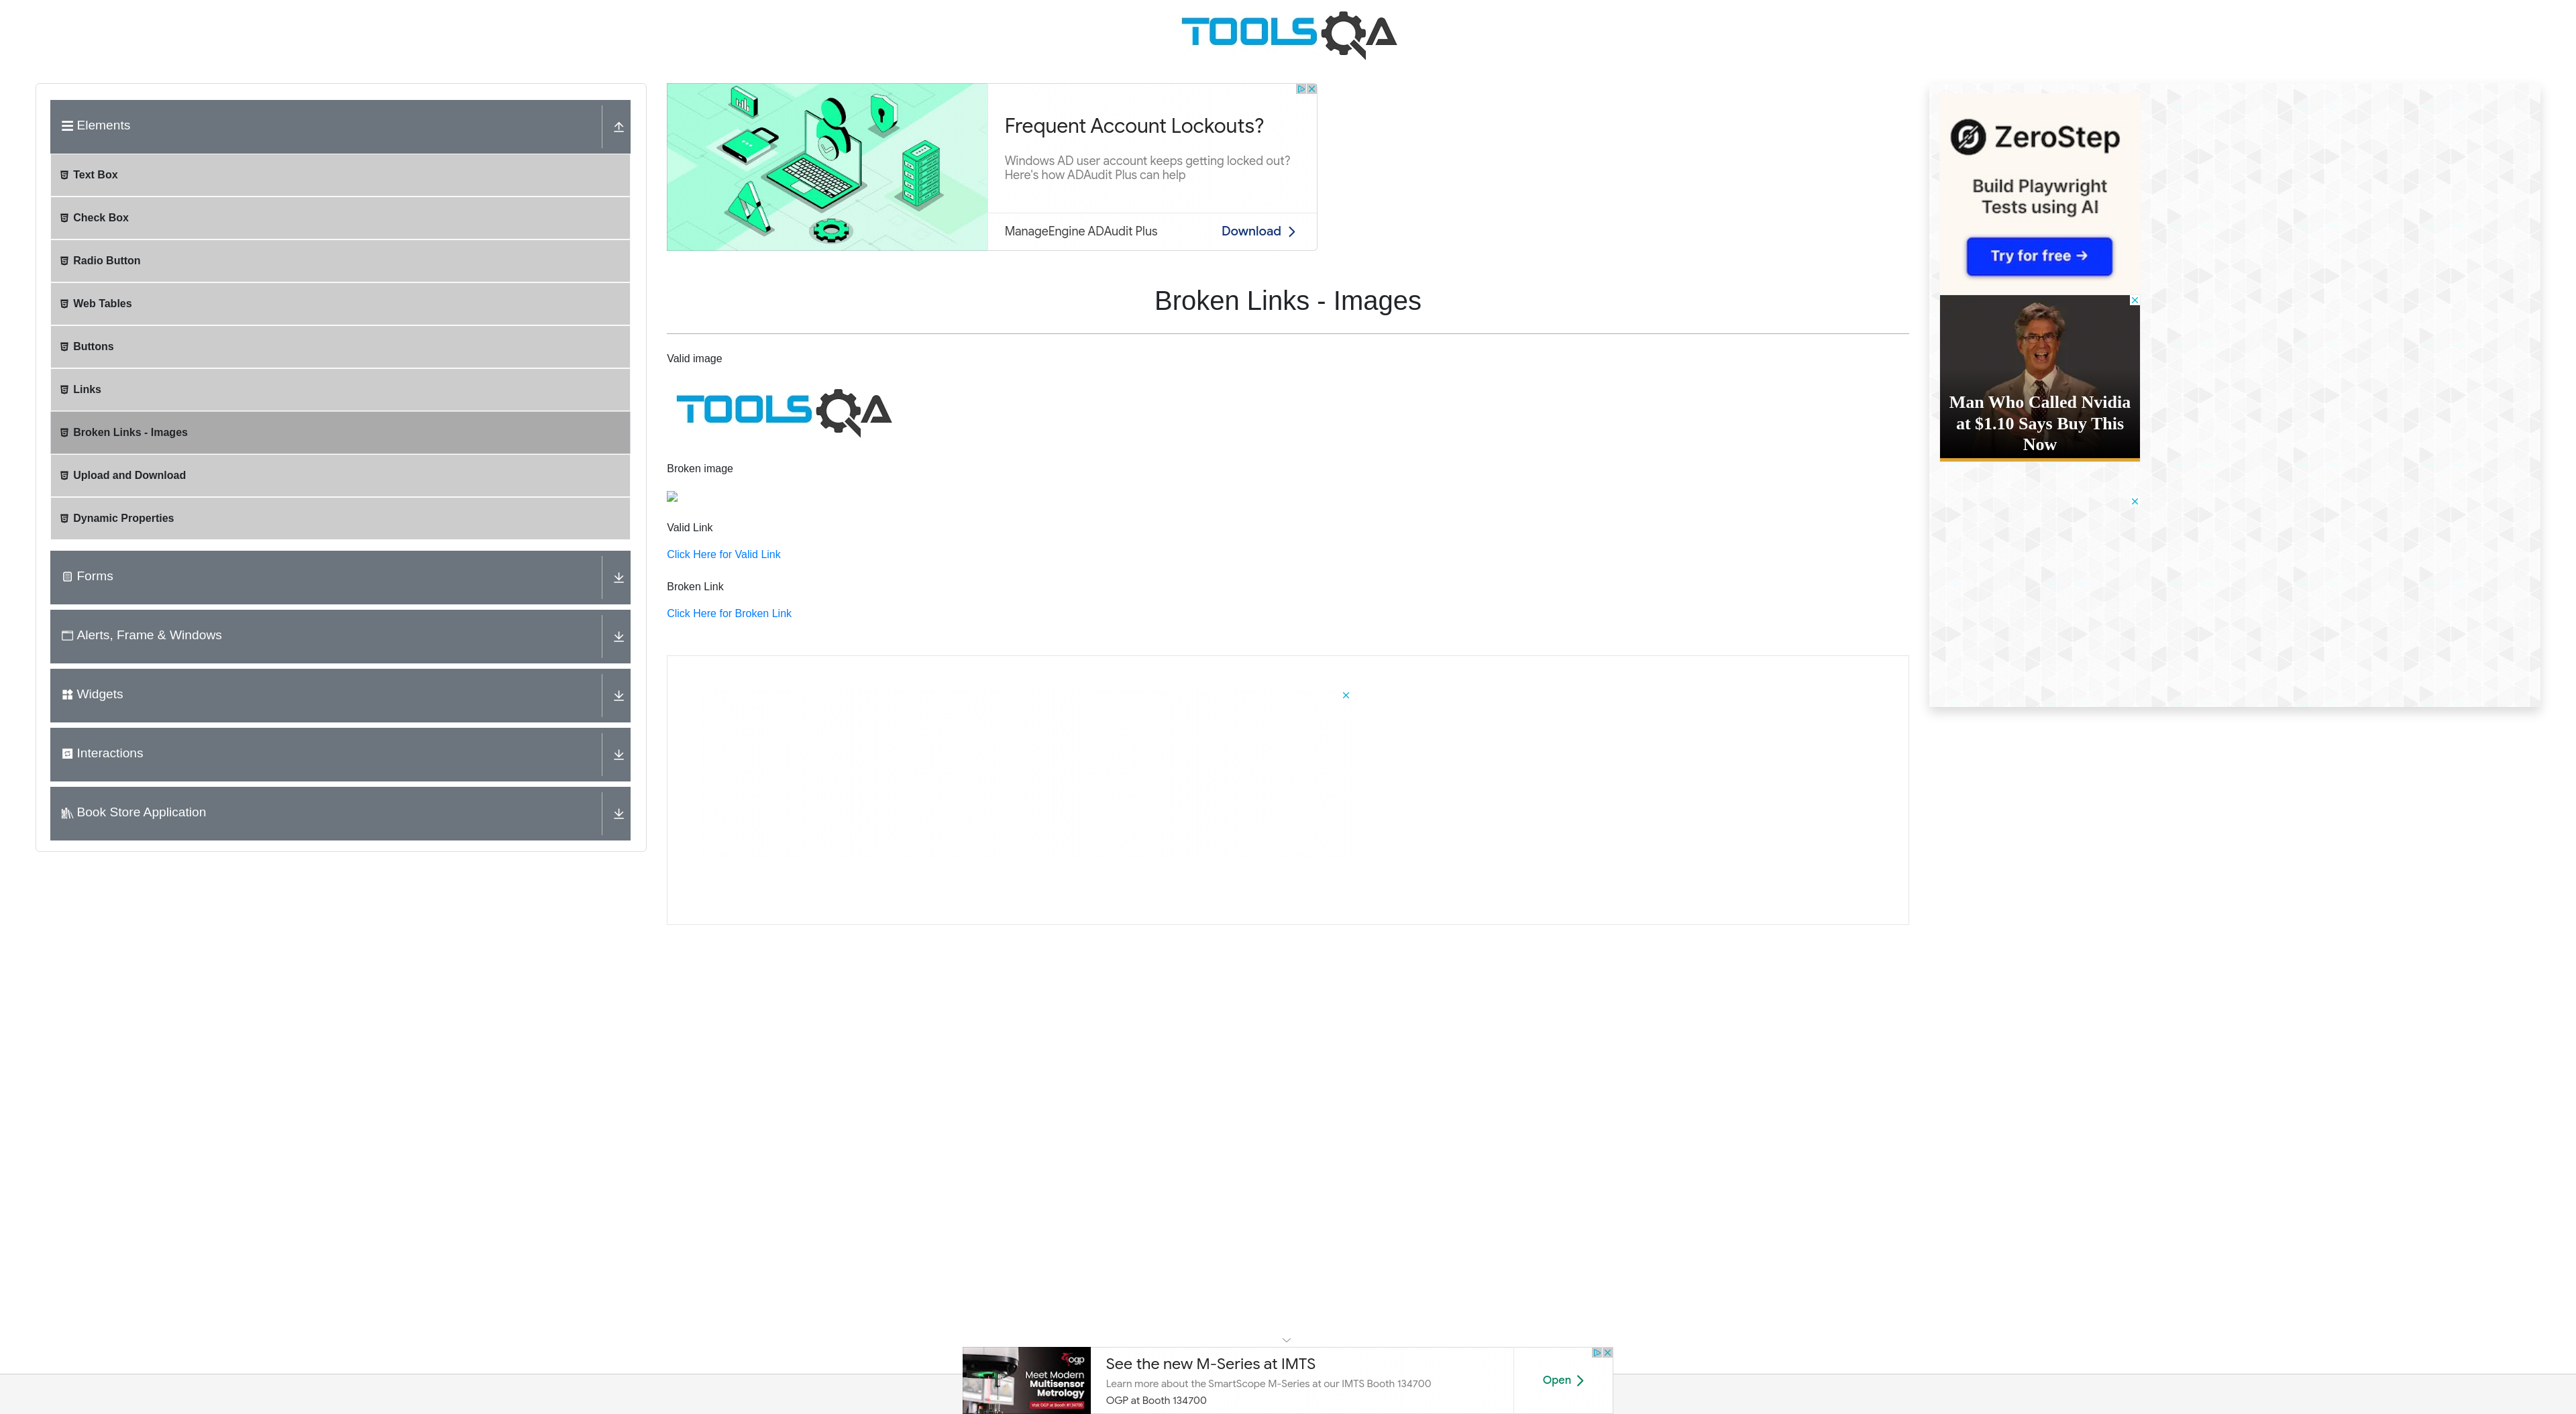 TOOLSQA
Elements
Text Box
Check Box
Radio Button
Web Tables
Buttons
Links
Broken Links - Images
Upload and Download
Dynamic Properties
Forms
Alerts, Frame & Windows
Widgets
Interactions
Book Store Application
Frequent Account Lockouts?
Windows AD user account keeps getting locked out?
Here's how ADAudit Plus can help
ManageEngine ADAudit Plus
Download
Broken Links - Images
Valid image
TOOLSQA
Broken image
Valid Link
Click Here for Valid Link
Broken Link
Click Here for Broken Link
ZeroStep
Build Playwright
Tests using AI
Try for free →
Man Who Called Nvidia
at $1.10 Says Buy This
Now
ogp
Meet Modern
Multisensor
Metrology
Visit OGP at Booth #134700
See the new M-Series at IMTS
Learn more about the SmartScope M-Series at our IMTS Booth 134700
OGP at Booth 134700
Open